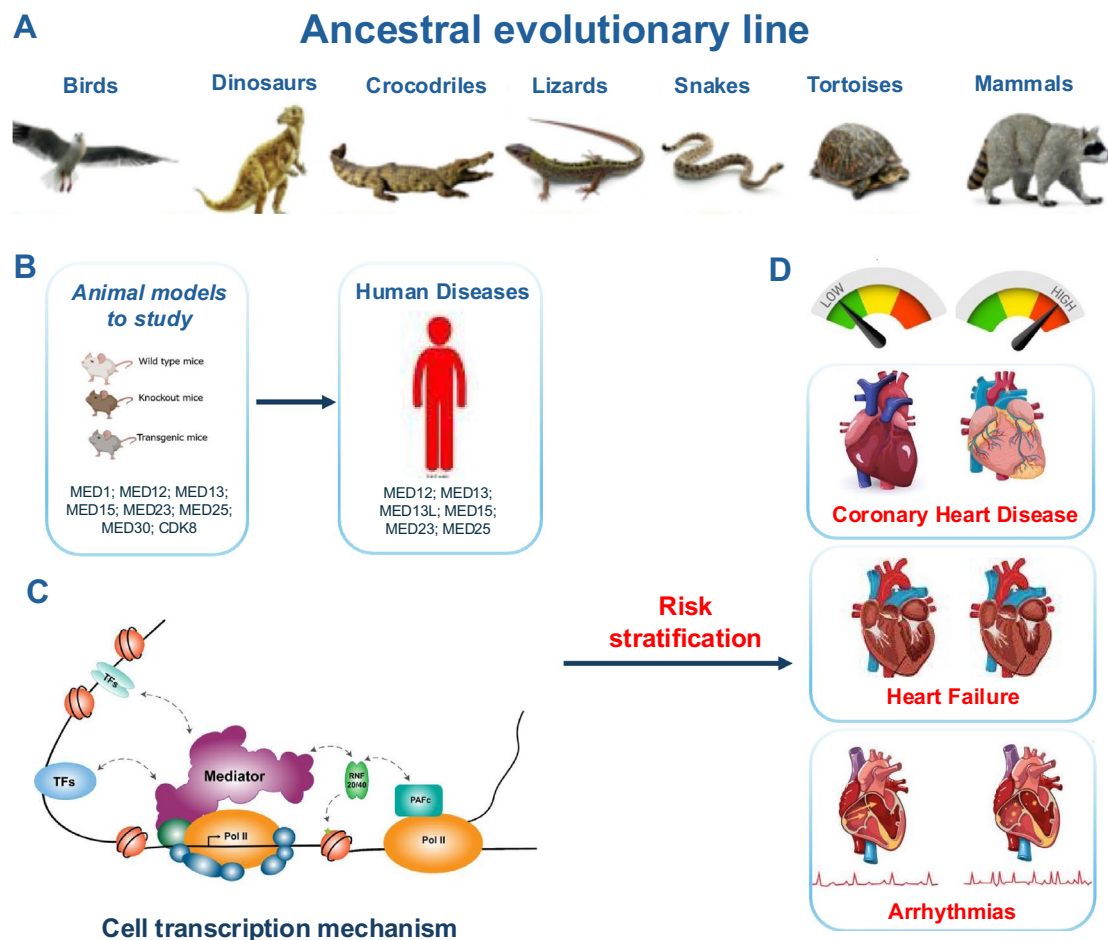 A
Ancestral evolutionary line
Birds
Dinosaurs
Crocodriles
Lizards
Snakes
Tortoises
Mammals
B
Animal models
to study
Wild type mice
Knockout mice
Transgenic mice
MED1; MED12; MED13;
MED15; MED23; MED25;
MED30; CDK8
Human Diseases
MED12; MED13;
MED13L; MED15;
MED23; MED25
C
TFs
TFs
Mediator
RNF
20/40
PAFc
Pol II
Pol II
Cell transcription mechanism
Risk
stratification
D
LOW
HIGH
Coronary Heart Disease
Heart Failure
Arrhythmias